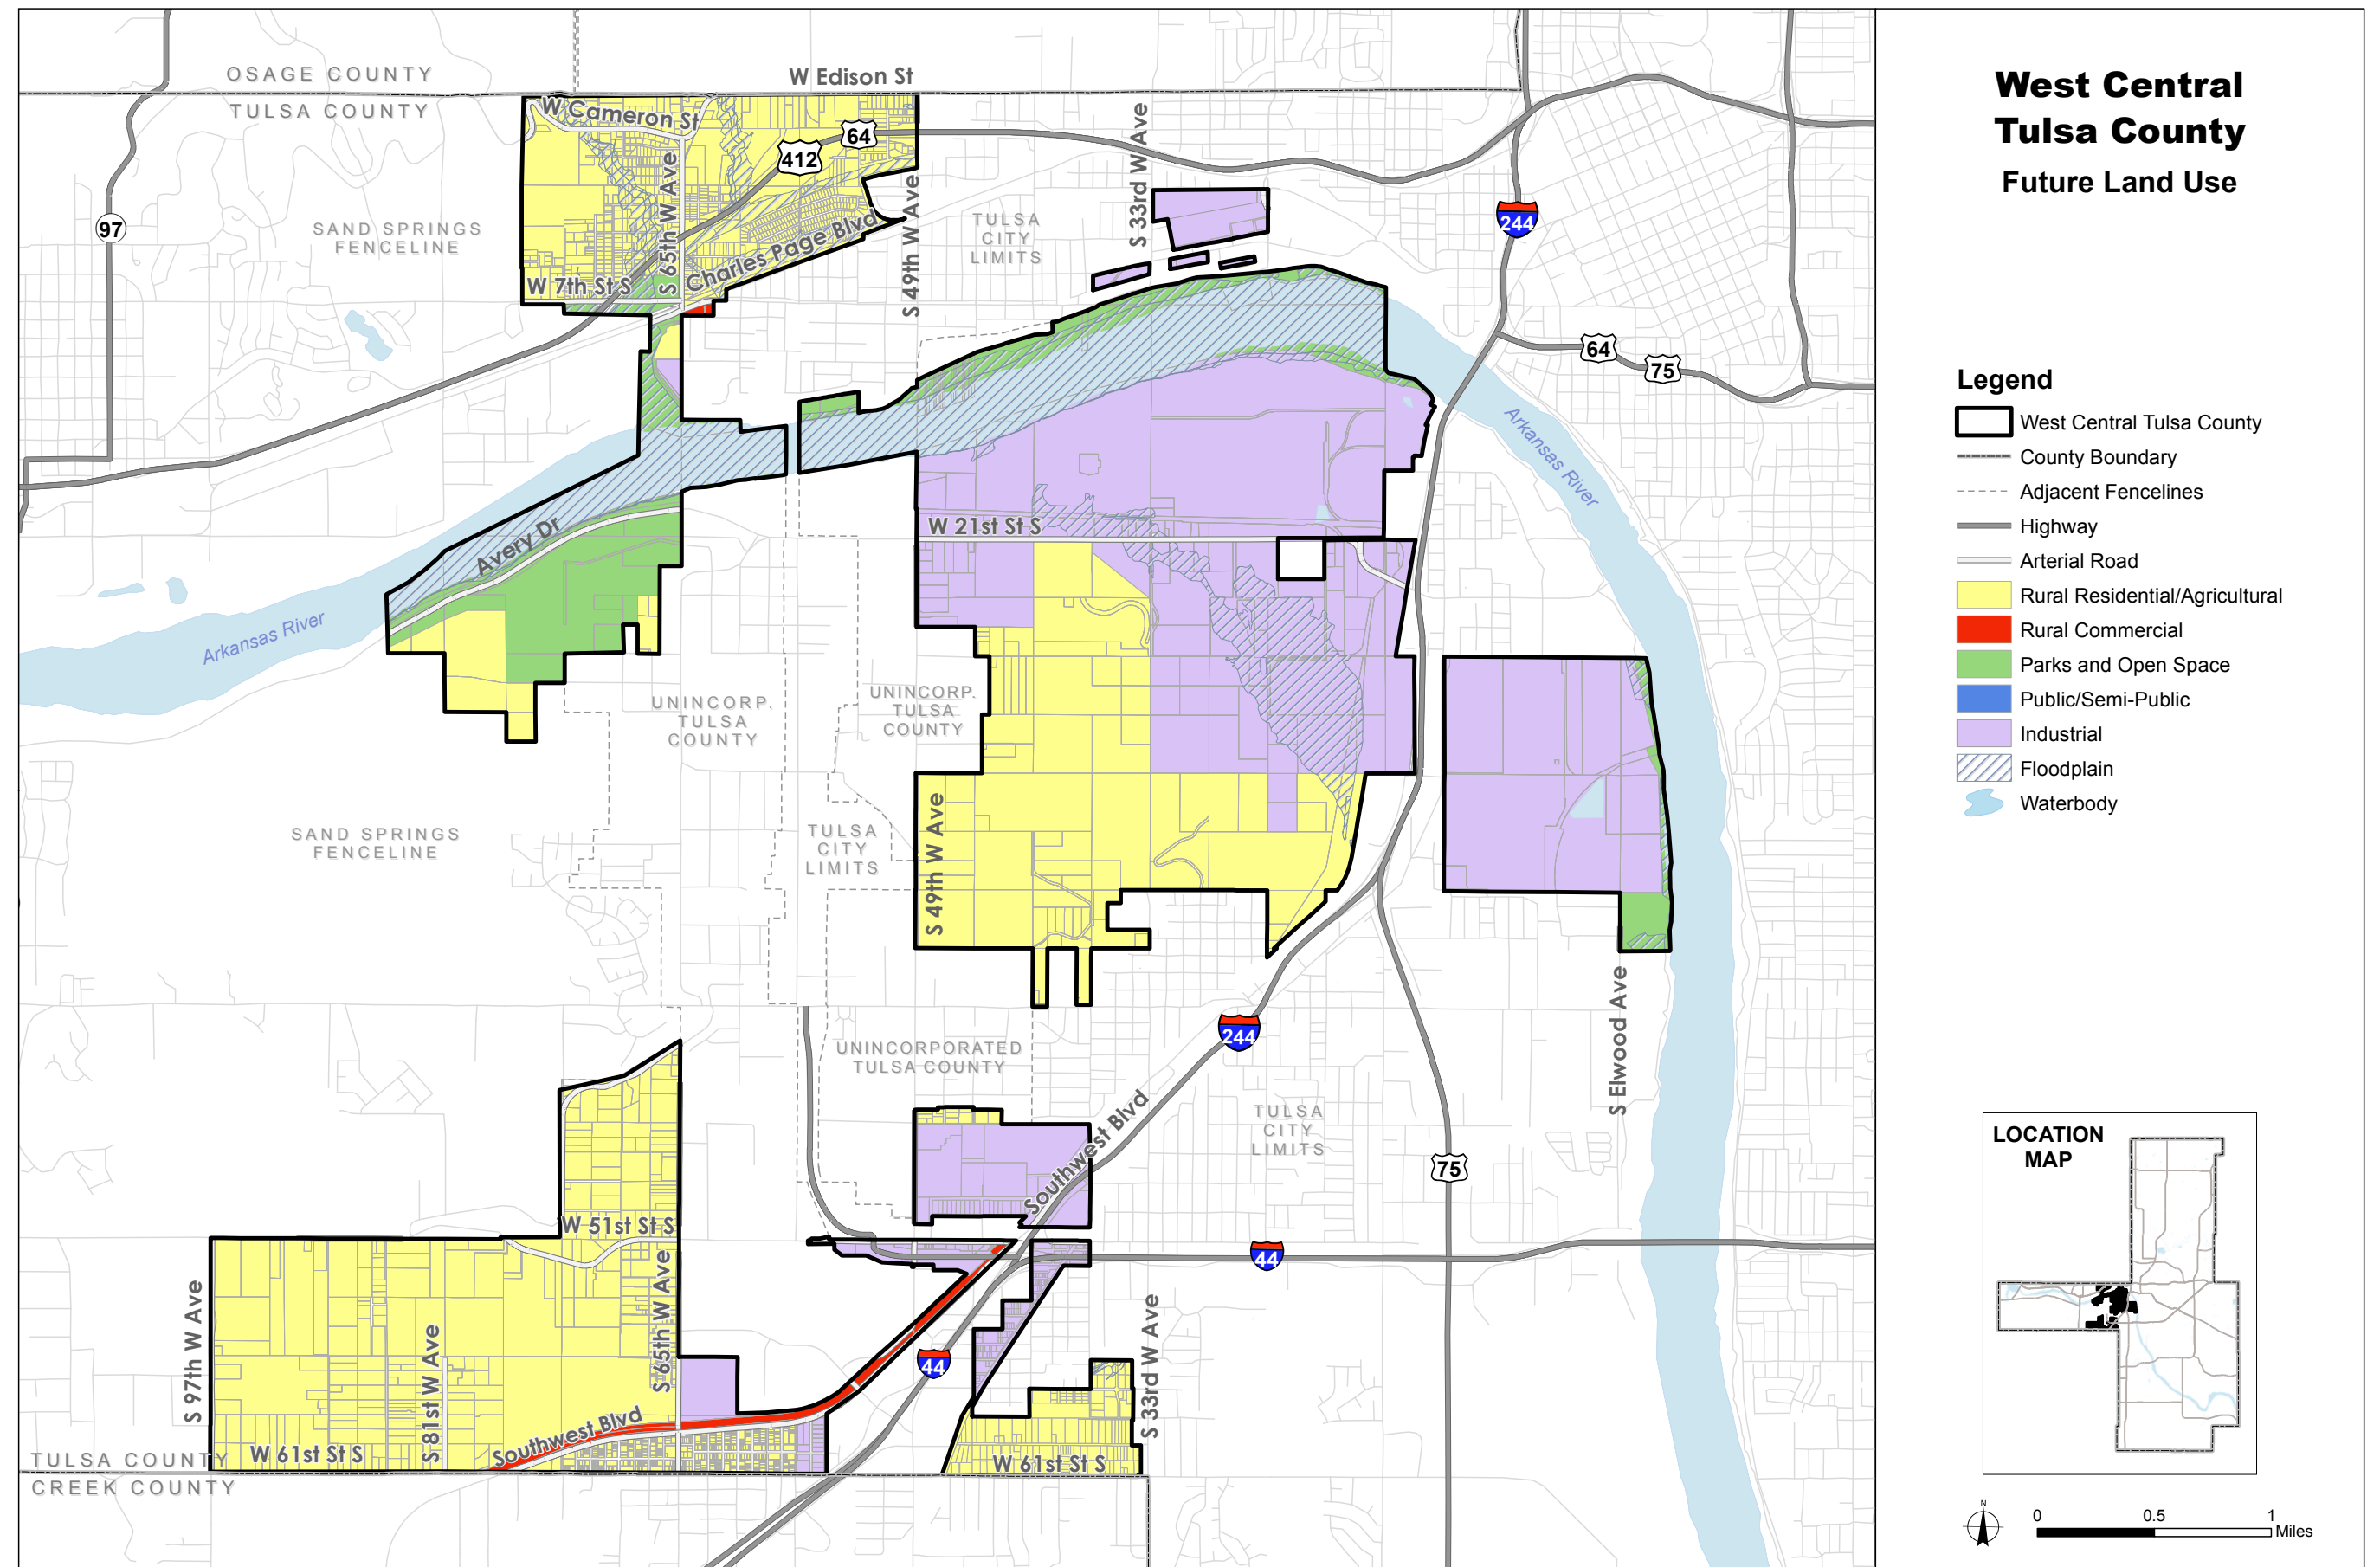 West Central
Tulsa County
Future Land Use
OSAGE COUNTY
TULSA COUNTY
W Edison St
W Cameron St
64
412
S 65th W Ave
S 49th W Ave
S 33rd W Ave
97
SAND SPRINGS
FENCELINE
TULSA
CITY
LIMITS
244
W 7th St S
Charles Page Blvd
64
75
Arkansas River
Avery Dr
W 21st St S
Arkansas River
UNINCORP.
TULSA
COUNTY
UNINCORP.
TULSA
COUNTY
SAND SPRINGS
FENCELINE
TULSA
CITY
LIMITS
S 49th W Ave
S Elwood Ave
244
UNINCORPORATED
TULSA COUNTY
Southwest Blvd
TULSA
CITY
LIMITS
75
W 51st St S
44
S 97th W Ave
S 81st W Ave
S 65th W Ave
44
S 33rd W Ave
Southwest Blvd
W 61st St S
W 61st St S
TULSA COUNTY
CREEK COUNTY
Legend
West Central Tulsa County
County Boundary
Adjacent Fencelines
Highway
Arterial Road
Rural Residential/Agricultural
Rural Commercial
Parks and Open Space
Public/Semi-Public
Industrial
Floodplain
Waterbody
LOCATION
MAP
N
0 0.5 1
Miles